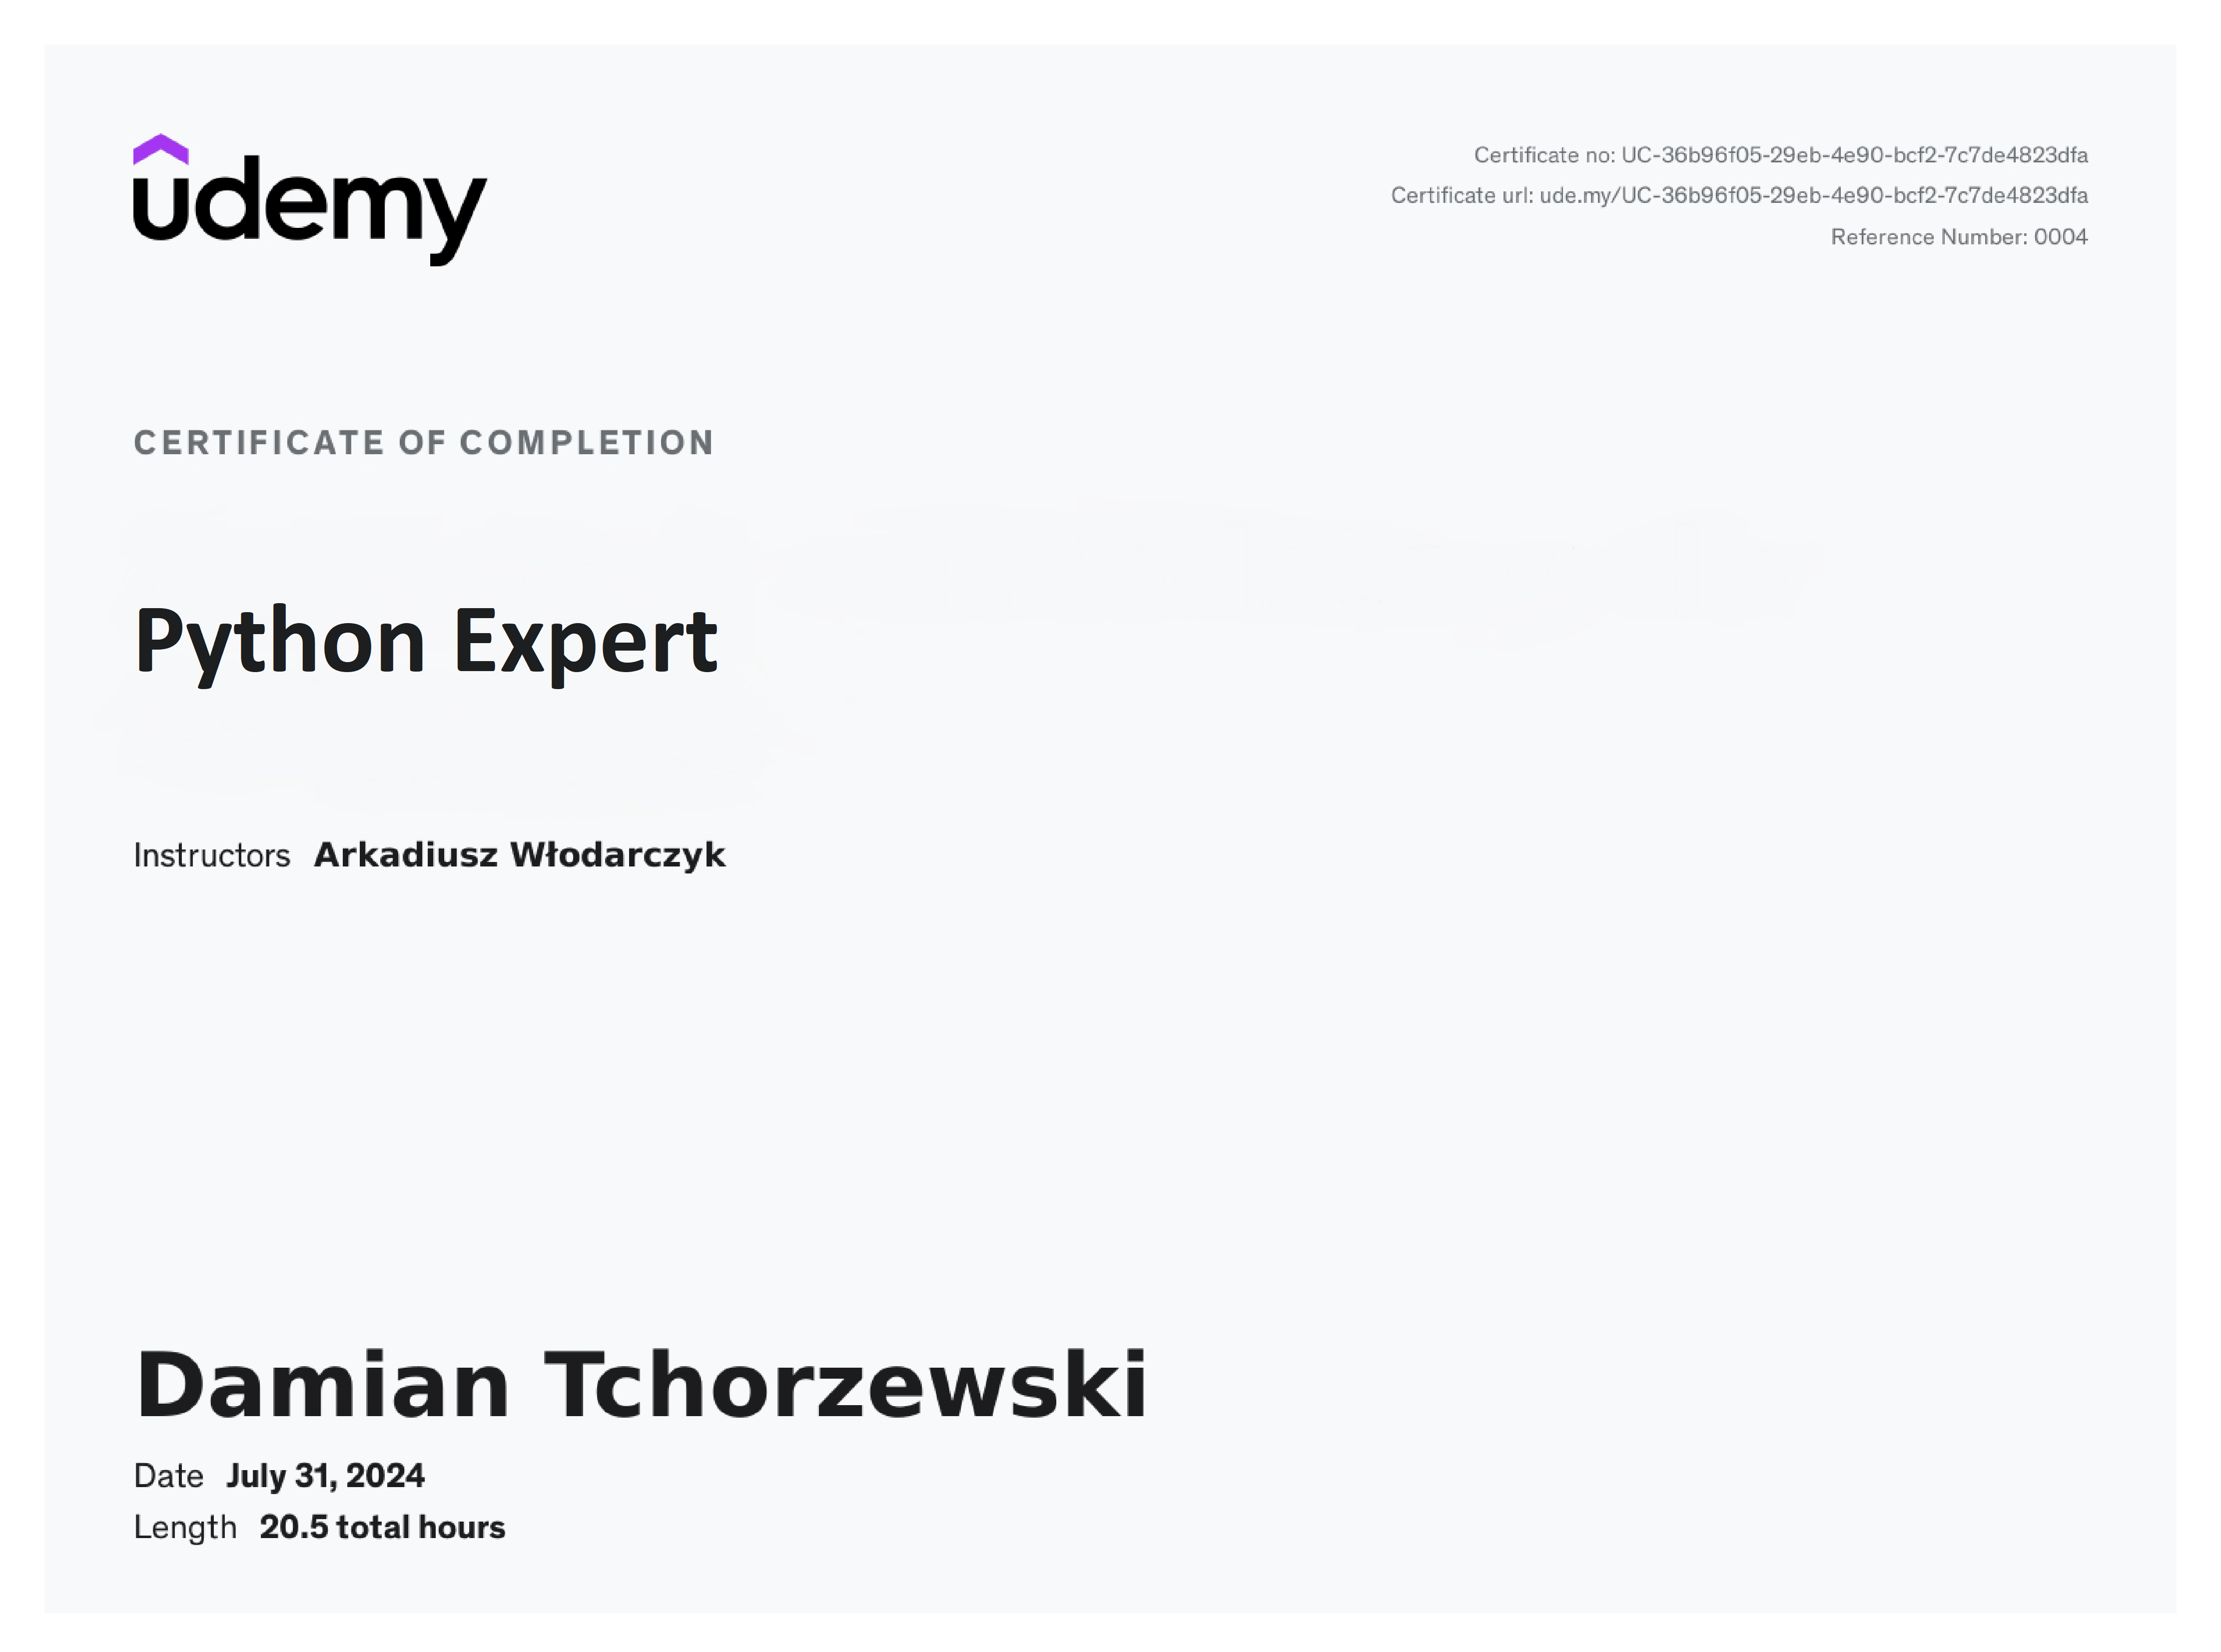 udemy
Certificate no: UC-36b96f05-29eb-4e90-bcf2-7c7de4823dfa
Certificate url: ude.my/UC-36b96f05-29eb-4e90-bcf2-7c7de4823dfa
Reference Number: 0004
CERTIFICATE OF COMPLETION
Python Expert
Instructors Arkadiusz Włodarczyk
Damian Tchorzewski
Date July 31, 2024
Length 20.5 total hours